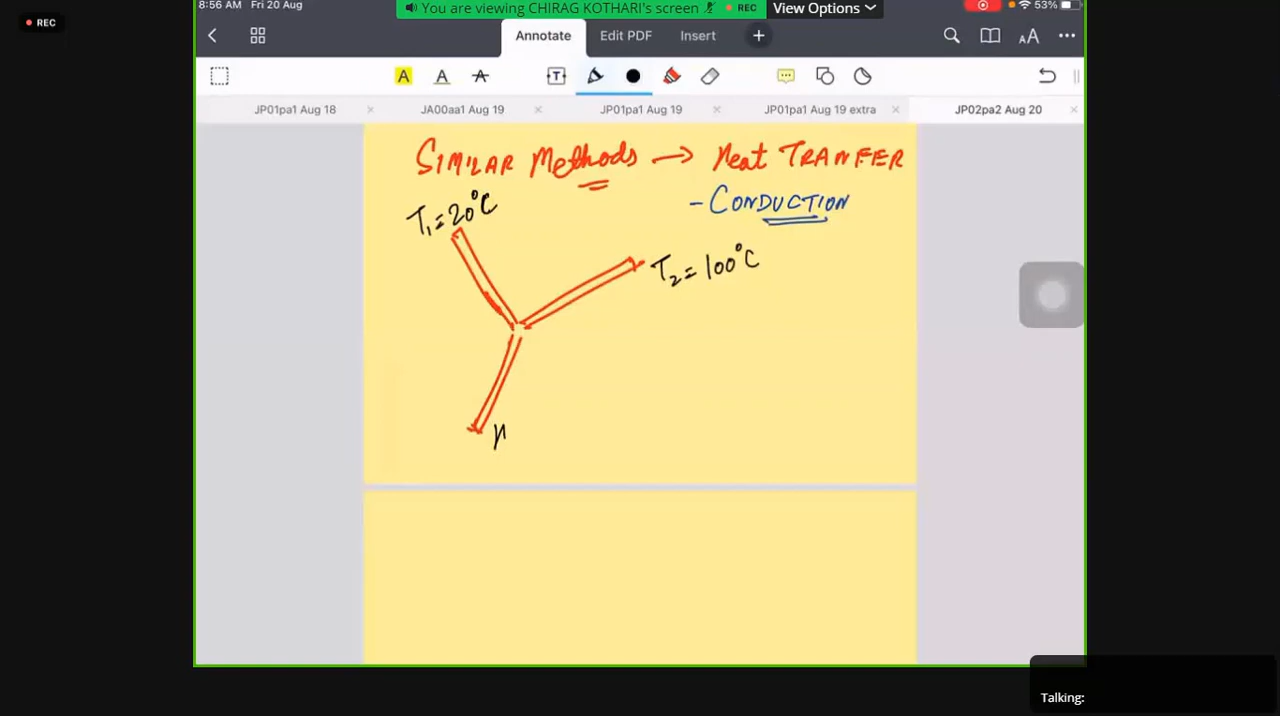 8:56 AM Fri 20 Aug
You are viewing CHIRAG KOTHARI's screen REC
View Options
REC
53%
Annotate Edit PDF Insert
AA
A A A T
JP01pa1 Aug 18 JA00aa1 Aug 19 JP01pa1 Aug 19 JP01pa1 Aug 19 extra JP02pa2 Aug 20
SIMILAR Methods → Heat TRANFER
- CONDUCTION
T₁ = 20°C
T₂ = 100°C
Talking: